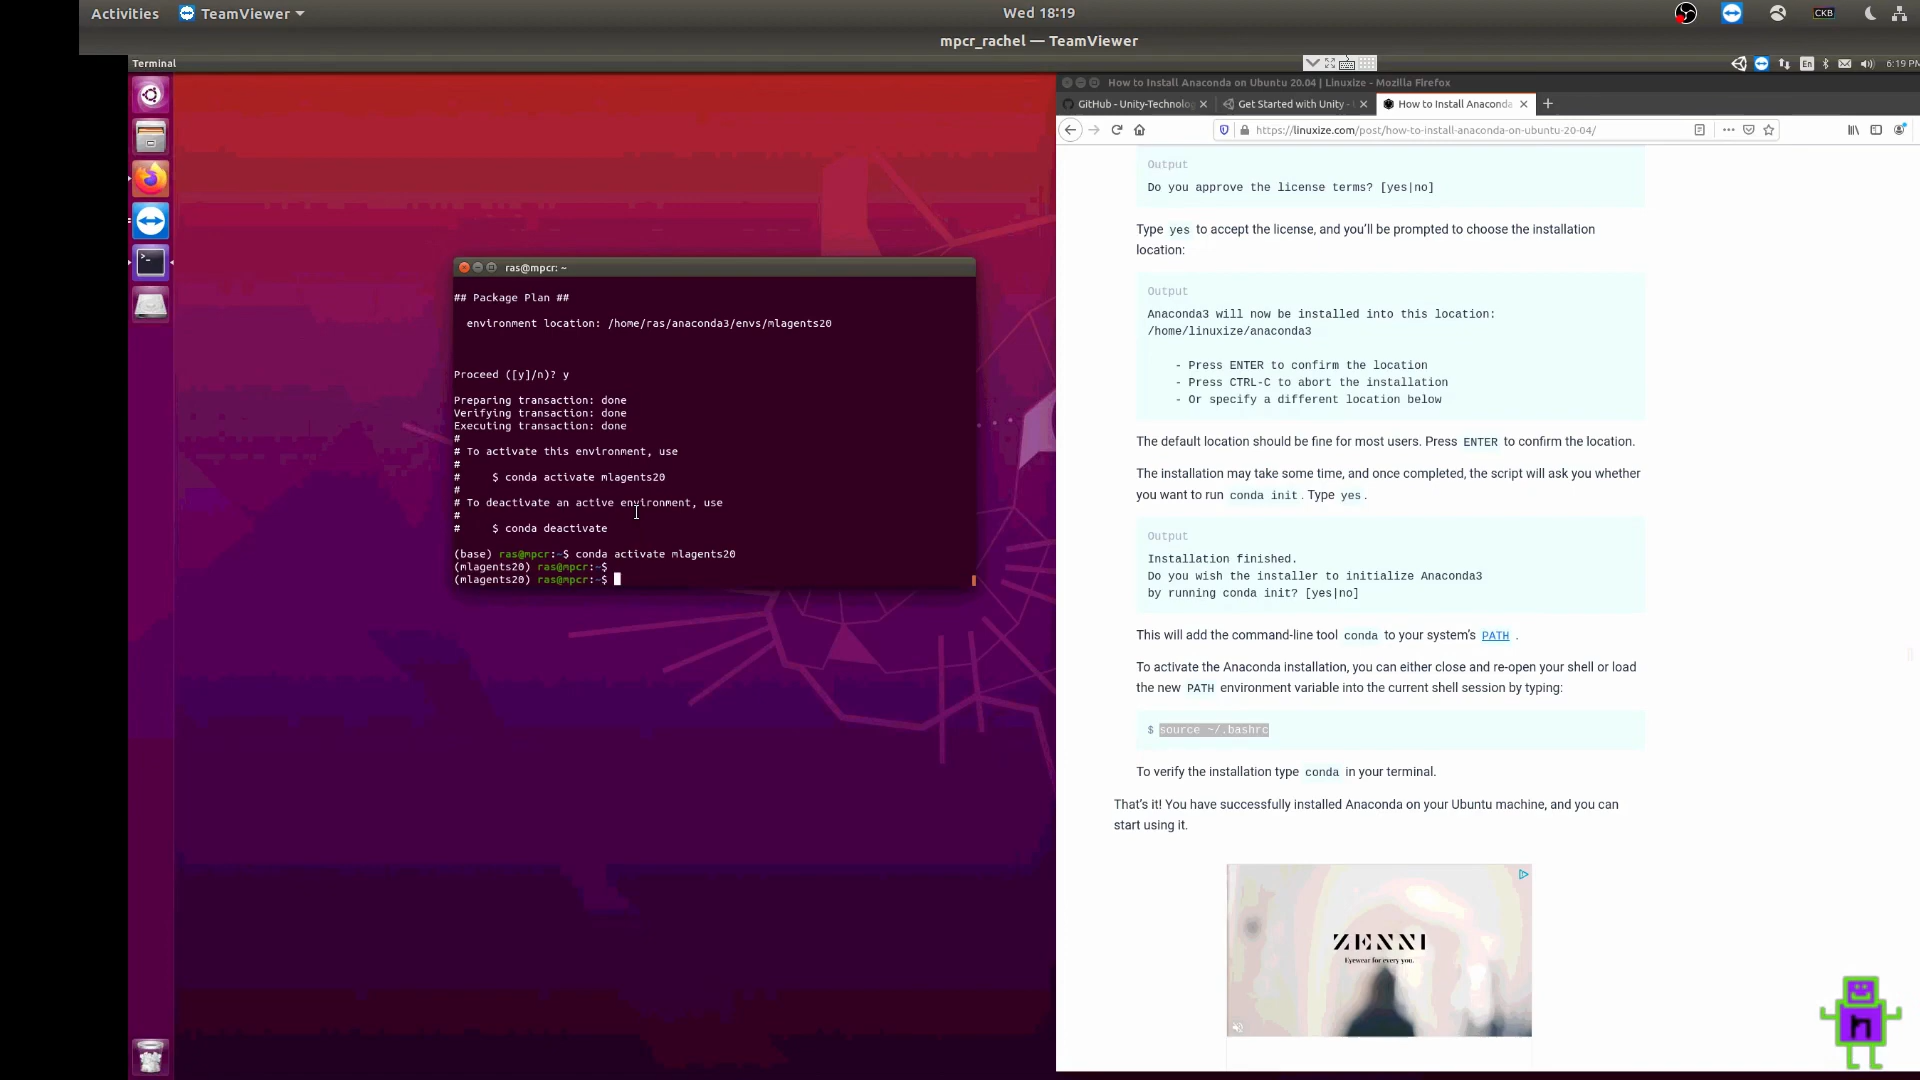 Activities TeamViewer Wed 18:19 CKB
mpcr_rachel — TeamViewer
Terminal En 6:19 PM
ras@mpcr: ~
## Package Plan ##
environment location: /home/ras/anaconda3/envs/mlagents20
Proceed ([y]/n)? y
Preparing transaction: done
Verifying transaction: done
Executing transaction: done
#
# To activate this environment, use
#
# $ conda activate mlagents20
#
# To deactivate an active environment, use
#
# $ conda deactivate
(base) ras@mpcr:~$ conda activate mlagents20
(mlagents20) ras@mpcr:~$
(mlagents20) ras@mpcr:~$
How to Install Anaconda on Ubuntu 20.04 | Linuxize - Mozilla Firefox
GitHub - Unity-Technolo Get Started with Unity - How to Install Anaconda
https://linuxize.com/post/how-to-install-anaconda-on-ubuntu-20-04/
Output
Do you approve the license terms? [yes|no]
Type yes to accept the license, and you’ll be prompted to choose the installation
location:
Output
Anaconda3 will now be installed into this location:
/home/linuxize/anaconda3
- Press ENTER to confirm the location
- Press CTRL-C to abort the installation
- Or specify a different location below
The default location should be fine for most users. Press ENTER to confirm the location.
The installation may take some time, and once completed, the script will ask you whether
you want to run conda init. Type yes.
Output
Installation finished.
Do you wish the installer to initialize Anaconda3
by running conda init? [yes|no]
This will add the command-line tool conda to your system’s PATH .
To activate the Anaconda installation, you can either close and re-open your shell or load
the new PATH environment variable into the current shell session by typing:
$ source ~/.bashrc
To verify the installation type conda in your terminal.
That’s it! You have successfully installed Anaconda on your Ubuntu machine, and you can
start using it.
ZENNI
Eyewear for every you.
n